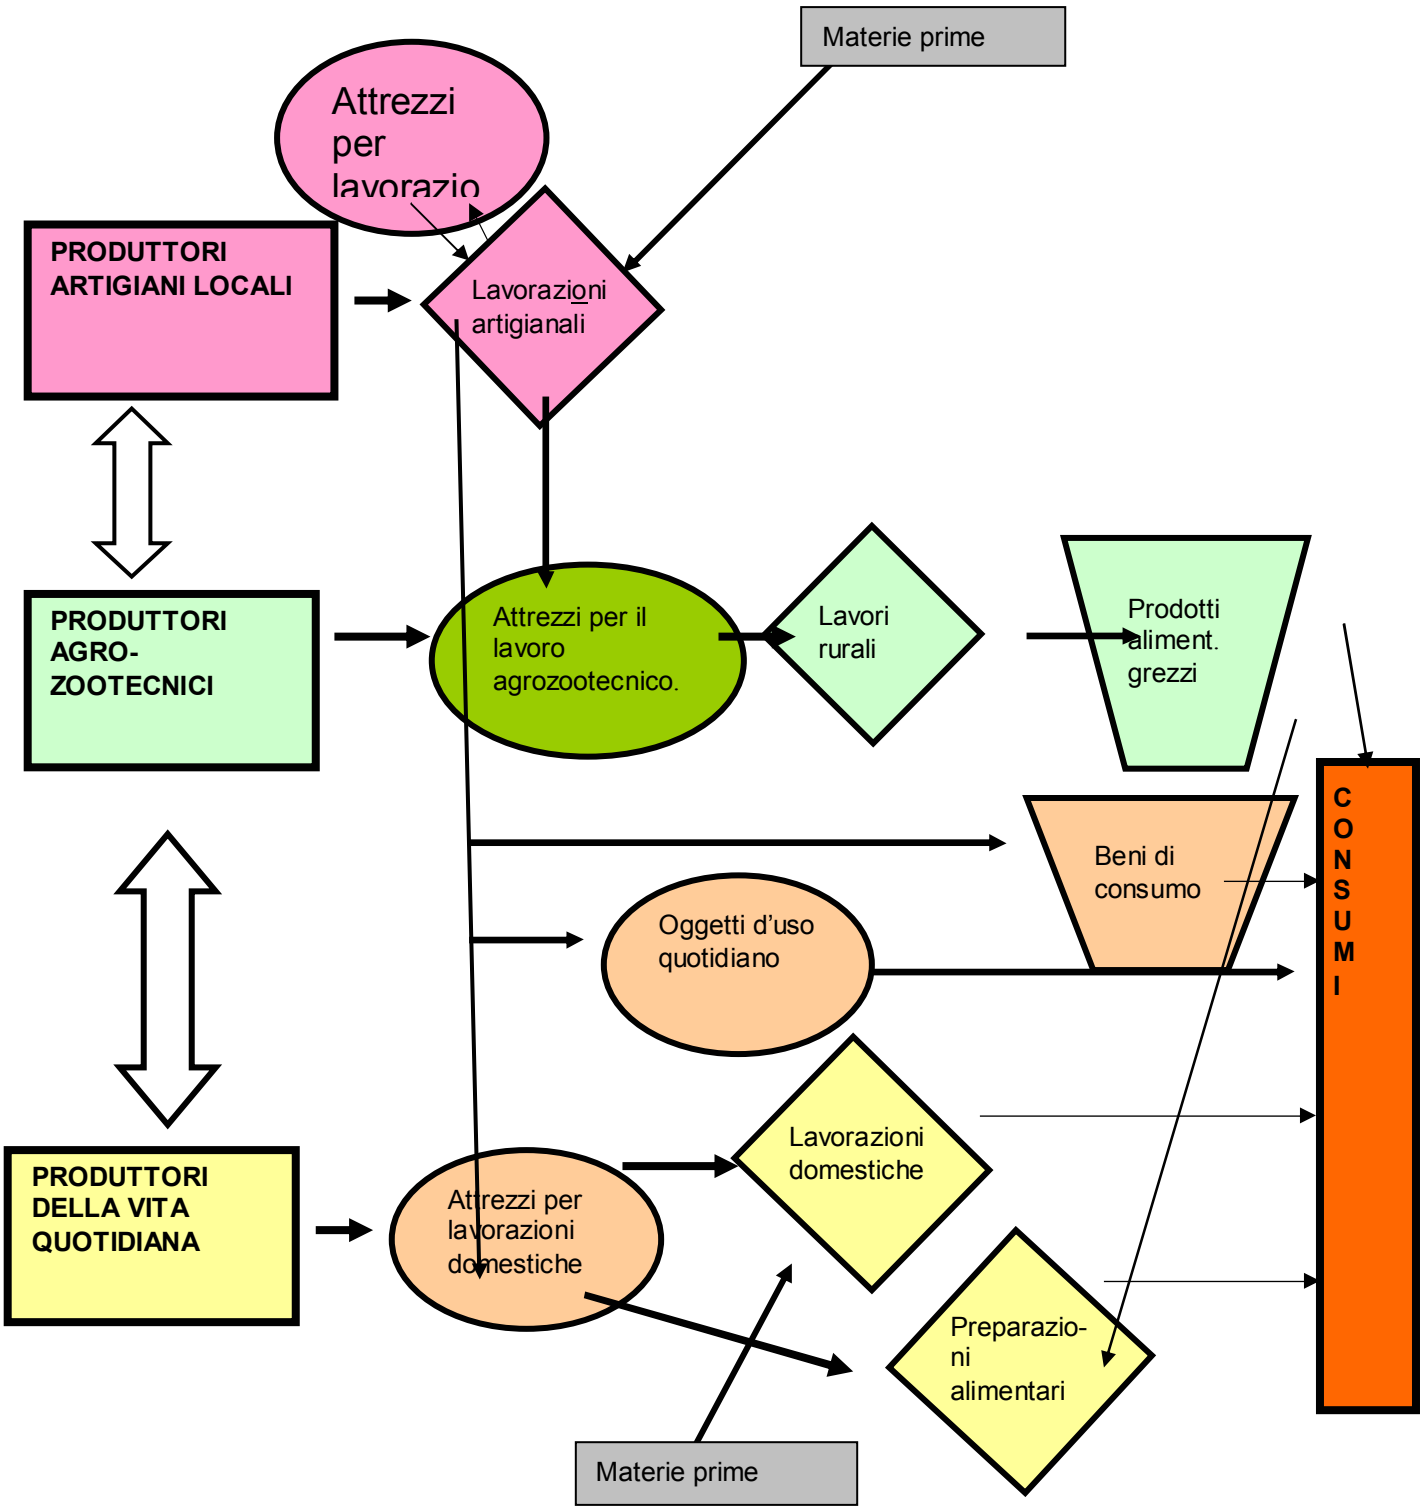 Materie prime
Attrezzi
per
lavorazio
PRODUTTORI
ARTIGIANI LOCALI
Lavorazioni
artigianali
PRODUTTORI
AGRO-
ZOOTECNICI
Attrezzi per il
lavoro
agrozootecnico.
Lavori
rurali
Prodotti
aliment.
grezzi
C
O
N
S
U
M
I
Beni di
consumo
Oggetti d’uso
quotidiano
Lavorazioni
domestiche
PRODUTTORI
DELLA VITA
QUOTIDIANA
Attrezzi per
lavorazioni
domestiche
Preparazio-
ni
alimentari
Materie prime